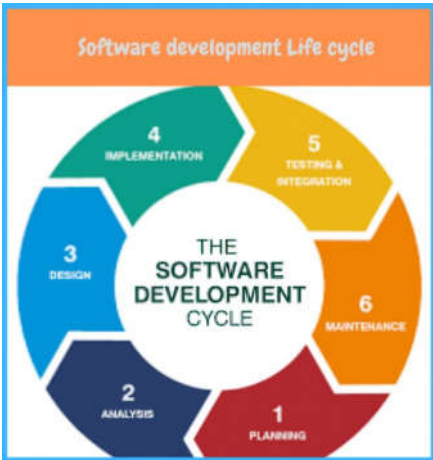 Software development Life cycle
4
IMPLEMENTATION
5
TESTING &
INTEGRATION
3
DESIGN
THE
SOFTWARE
DEVELOPMENT
CYCLE
6
MAINTENANCE
2
ANALYSIS
1
PLANNING